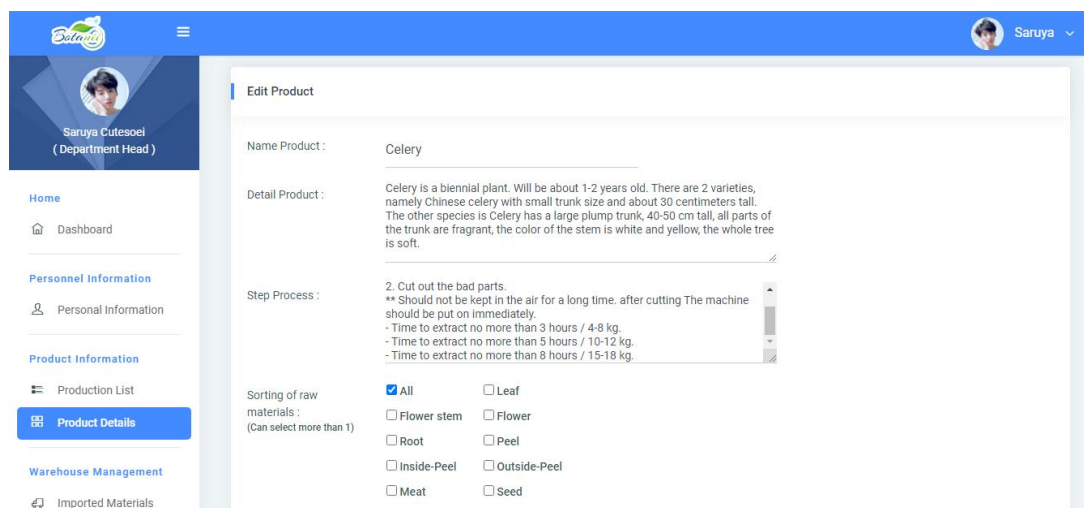 Botanii
Saruya
Saruya Cutesoei
( Department Head )
Home
Dashboard
Personnel Information
Personal Information
Product Information
Production List
Product Details
Warehouse Management
Imported Materials
Edit Product
Name Product :
Celery
Detail Product :
Celery is a biennial plant. Will be about 1-2 years old. There are 2 varieties,
namely Chinese celery with small trunk size and about 30 centimeters tall.
The other species is Celery has a large plump trunk, 40-50 cm tall, all parts of
the trunk are fragrant, the color of the stem is white and yellow, the whole tree
is soft.
Step Process :
2. Cut out the bad parts.
** Should not be kept in the air for a long time. after cutting The machine
should be put on immediately.
- Time to extract no more than 3 hours / 4-8 kg.
- Time to extract no more than 5 hours / 10-12 kg.
- Time to extract no more than 8 hours / 15-18 kg.
Sorting of raw
materials :
(Can select more than 1)
All
Leaf
Flower stem
Flower
Root
Peel
Inside-Peel
Outside-Peel
Meat
Seed